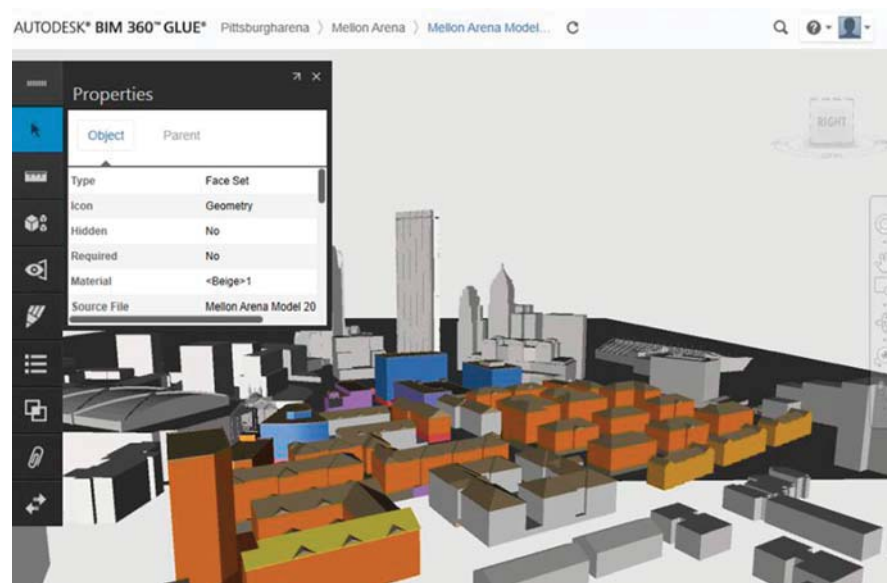 AUTODESK® BIM 360™ GLUE® Pittsburgharena 〉 Mellon Arena 〉 Mellon Arena Model...
Properties
Object Parent
Type Face Set
Icon Geometry
Hidden No
Required No
Material <Beige>1
Source File Mellon Arena Model 20
RIGHT